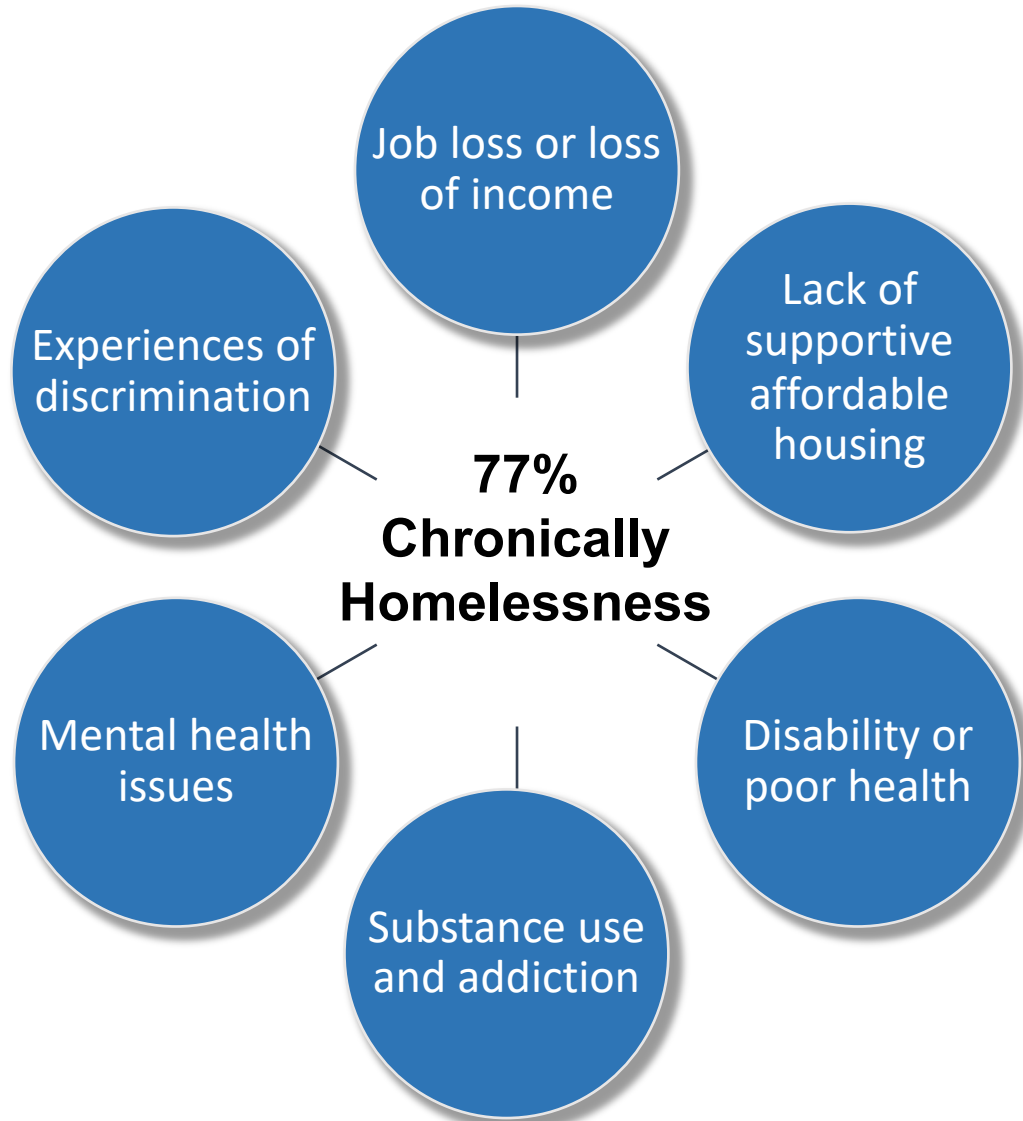 Job loss or loss
of income
Lack of
supportive
affordable
housing
Experiences of
discrimination
77%
Chronically
Homelessness
Mental health
issues
Disability or
poor health
Substance use
and addiction